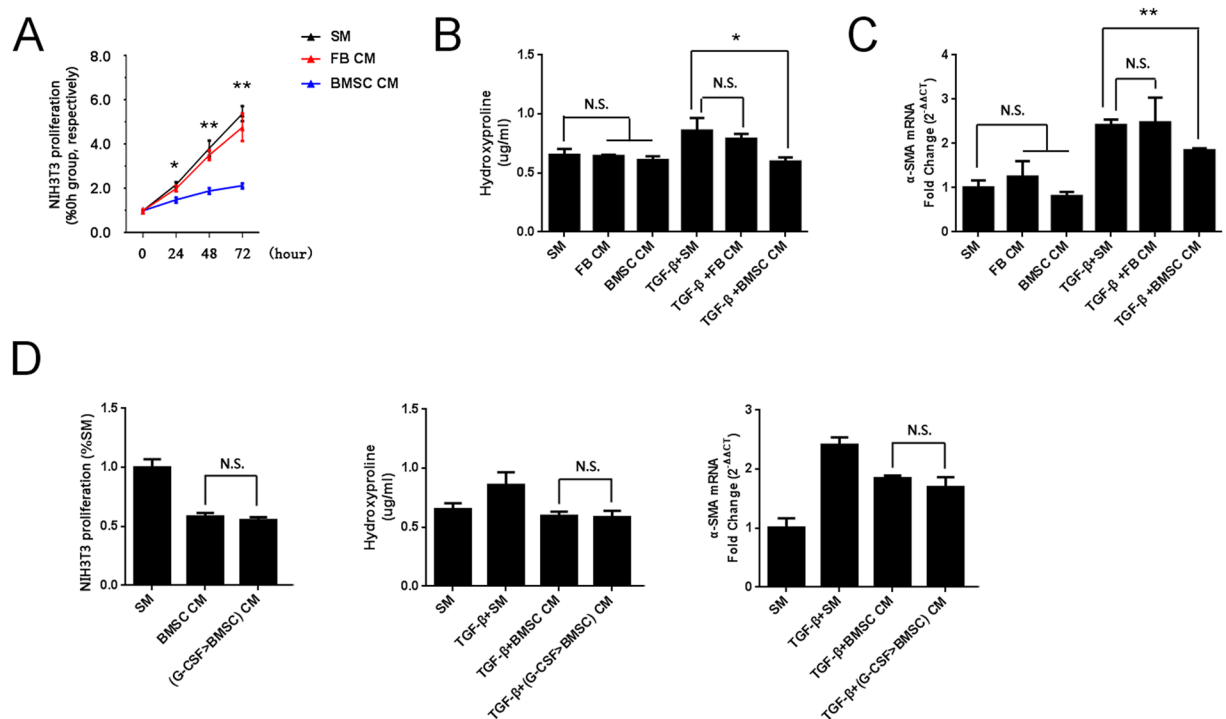 A
SM
FB CM
BMSC CM
NIH3T3 proliferation
(%0h group, respectively)
8.0
6.0
4.0
2.0
0.0
*
**
**
0 24 48 72 (hour)
B
Hydroxyproline
(ug/ml)
1.5
1.0
0.5
0.0
N.S.
N.S.
*
SM
FB CM
BMSC CM
TGF-β+SM
TGF-β +FB CM
TGF-β +BMSC CM
C
α-SMA mRNA
Fold Change (2^-ΔΔCT)
4
3
2
1
0
N.S.
N.S.
**
SM
FB CM
BMSC CM
TGF-β+SM
TGF-β +FB CM
TGF-β +BMSC CM
D
NIH3T3 proliferation (%SM)
1.5
1.0
0.5
0.0
N.S.
SM
BMSC CM
(G-CSF>BMSC) CM
Hydroxyproline
(ug/ml)
1.5
1.0
0.5
0.0
N.S.
SM
TGF-β+SM
TGF-β+BMSC CM
TGF-β+(G-CSF>BMSC) CM
α-SMA mRNA
Fold Change (2^-ΔΔCT)
3
2
1
0
N.S.
SM
TGF-β+SM
TGF-β+BMSC CM
TGF-β+(G-CSF>BMSC) CM